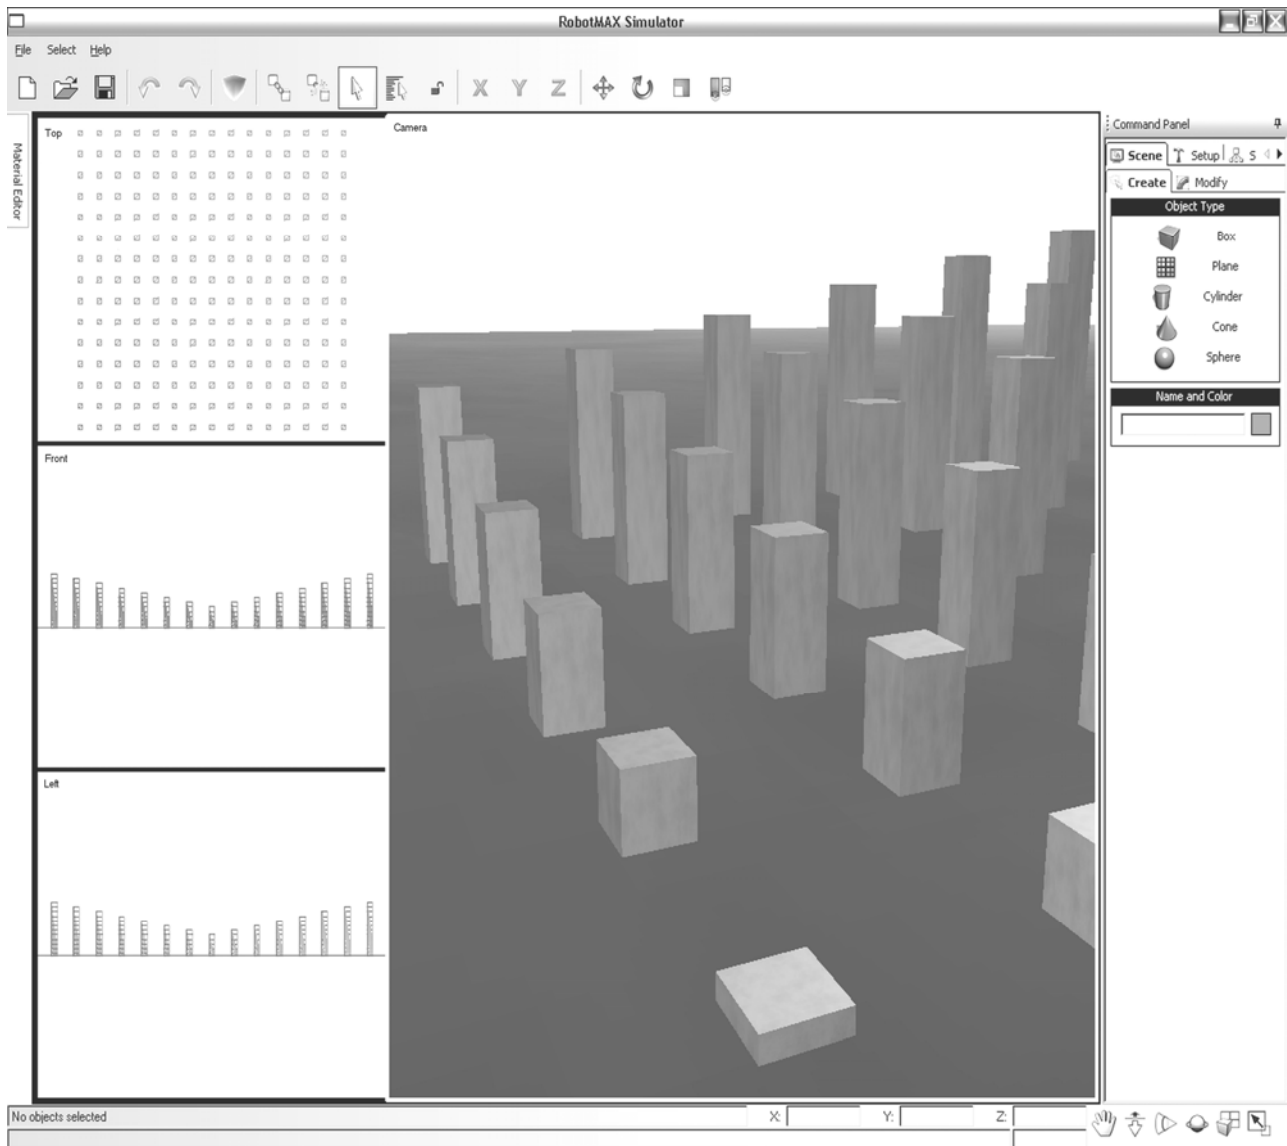 RobotMAX Simulator
File Select Help
X Y Z
Material Editor
Top
Front
Left
Camera
Command Panel
Scene Setup S
Create Modify
Object Type
Box
Plane
Cylinder
Cone
Sphere
Name and Color
No objects selected
X: Y: Z: